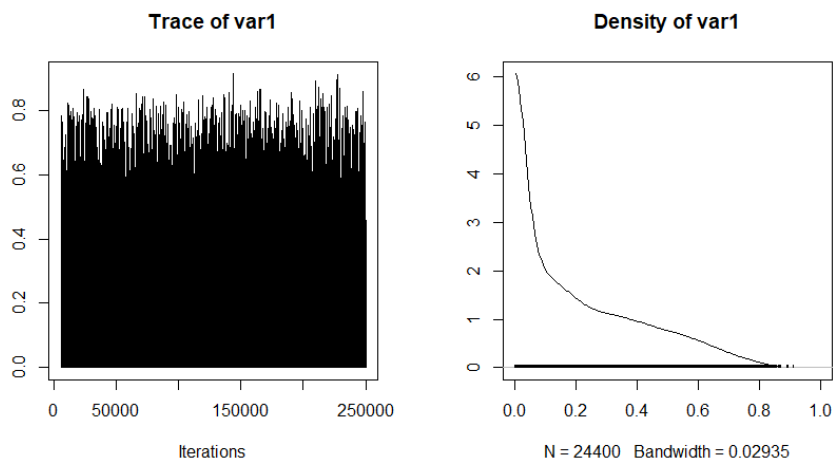 Trace of var1
0.8
0.6
0.4
0.2
0.0
0 50000 150000 250000
Iterations
Density of var1
6
5
4
3
2
1
0
0.0 0.2 0.4 0.6 0.8 1.0
N = 24400 Bandwidth = 0.02935